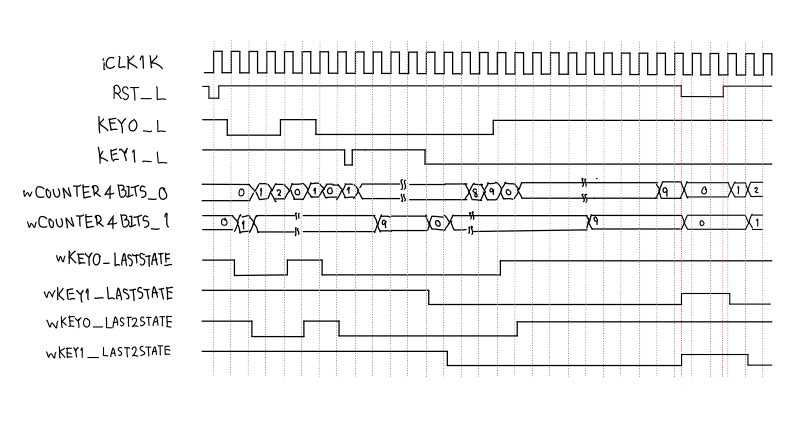 iCLK1K
RST_L
KEY0_L
KEY1_L
wCOUNTER4BITS_0 0 1 2 0 1 0 1 8 9 0 9 0 1 2
wCOUNTER4BITS_1 0 1 9 0 9 0 1
wKEY0_LASTSTATE
wKEY1_LASTSTATE
wKEY0_LAST2STATE
wKEY1_LAST2STATE